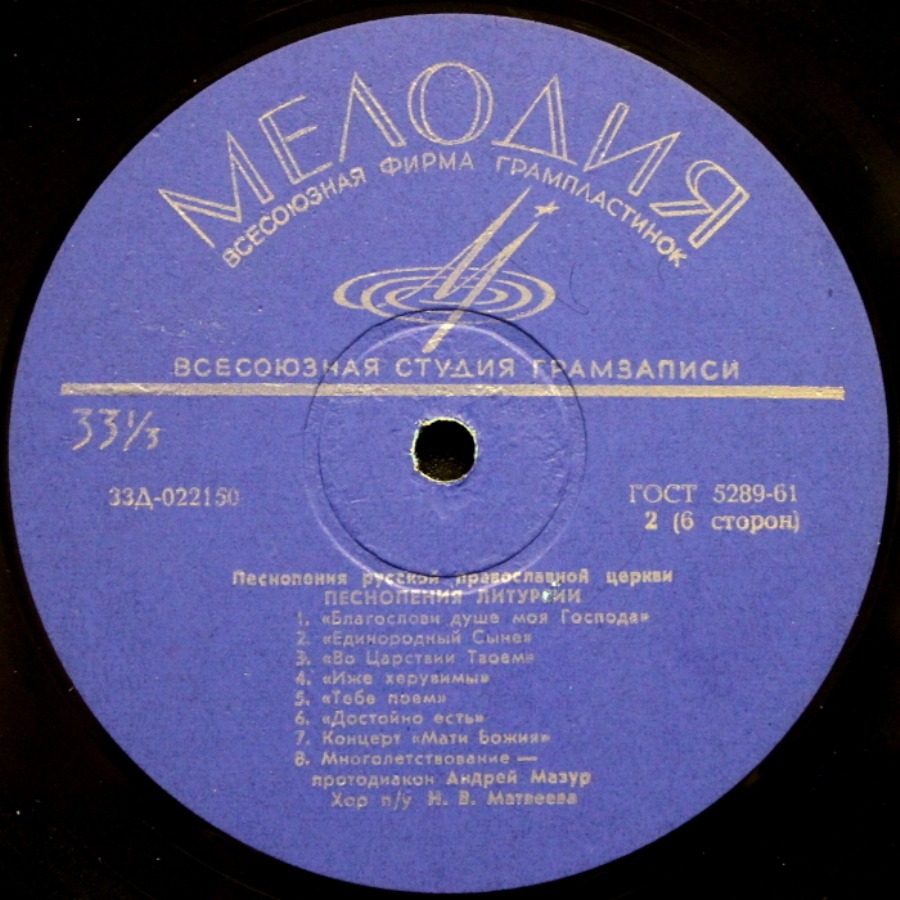 МЕЛОДИЯ
ВСЕСОЮЗНАЯ ФИРМА ГРАМПЛАСТИНОК
ВСЕСОЮЗНАЯ СТУДИЯ ГРАМЗАПИСИ
33⅓
33Д-022150
ГОСТ 5289-61
2 (6 сторон)
Песнопения русской православной церкви
ПЕСНОПЕНИЯ ЛИТУРГИИ
1. «Благослови душе моя Господа»
2. «Единородный Сыне»
3. «Во Царствии Твоем»
4. «Иже херувимы»
5. «Тебе поем»
6. «Достойно есть»
7. Концерт «Мати Божия»
8. Многолетствование —
протодиакон Андрей Мазур
Хор п/у Н. В. Матвеева